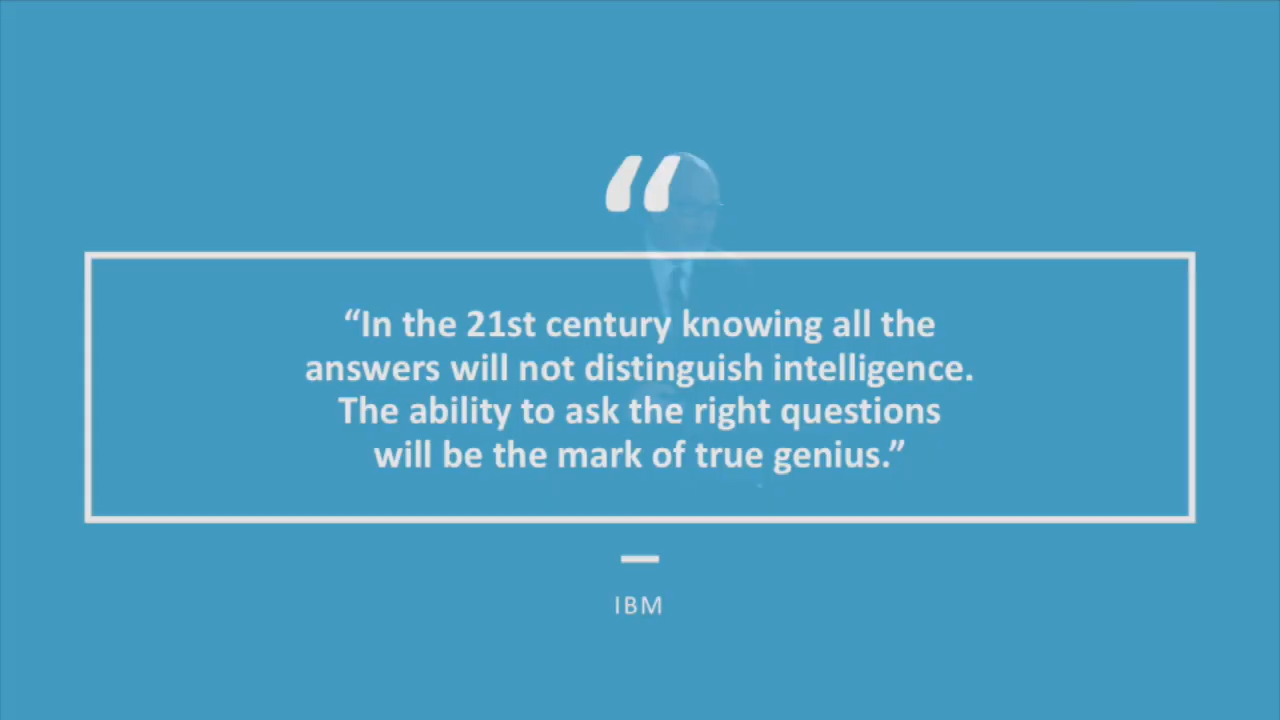 “
“In the 21st century knowing all the
answers will not distinguish intelligence.
The ability to ask the right questions
will be the mark of true genius.”
IBM